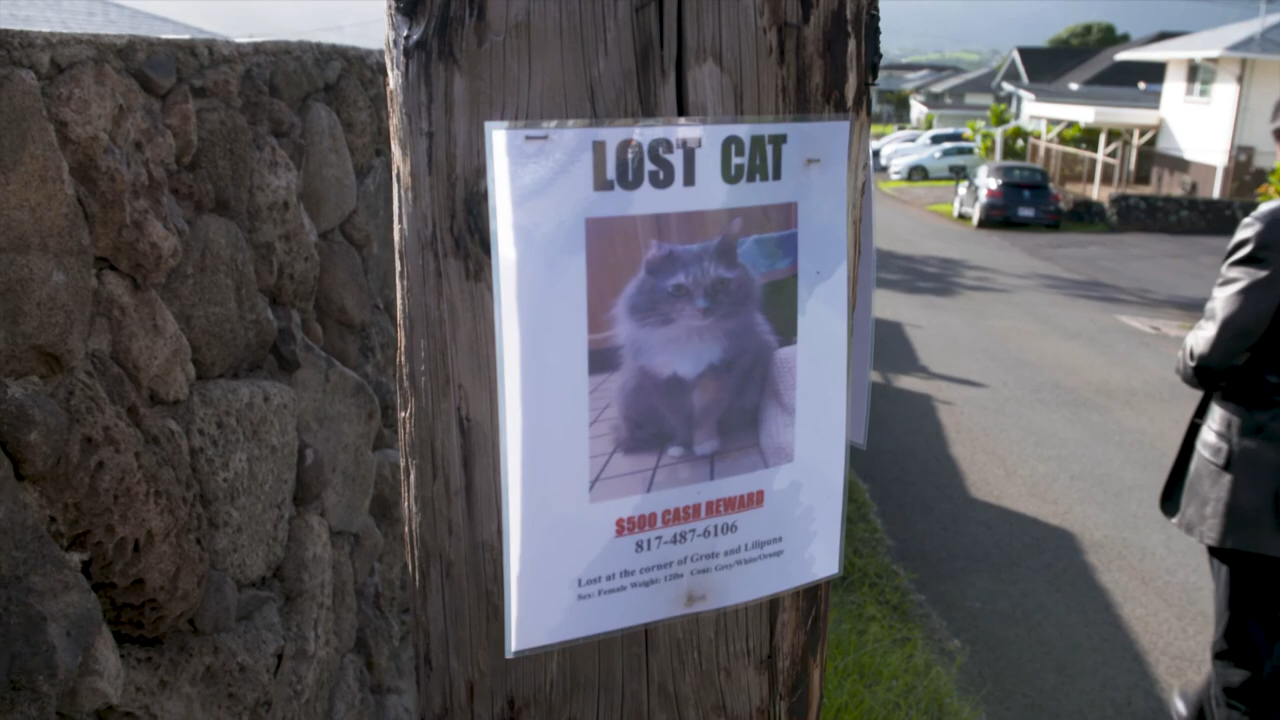 LOST CAT
$500 CASH REWARD
817-487-6106
Lost at the corner of Grote and Lilipuna
Sex: Female Weight: 12lbs Coat: Grey/White/Orange